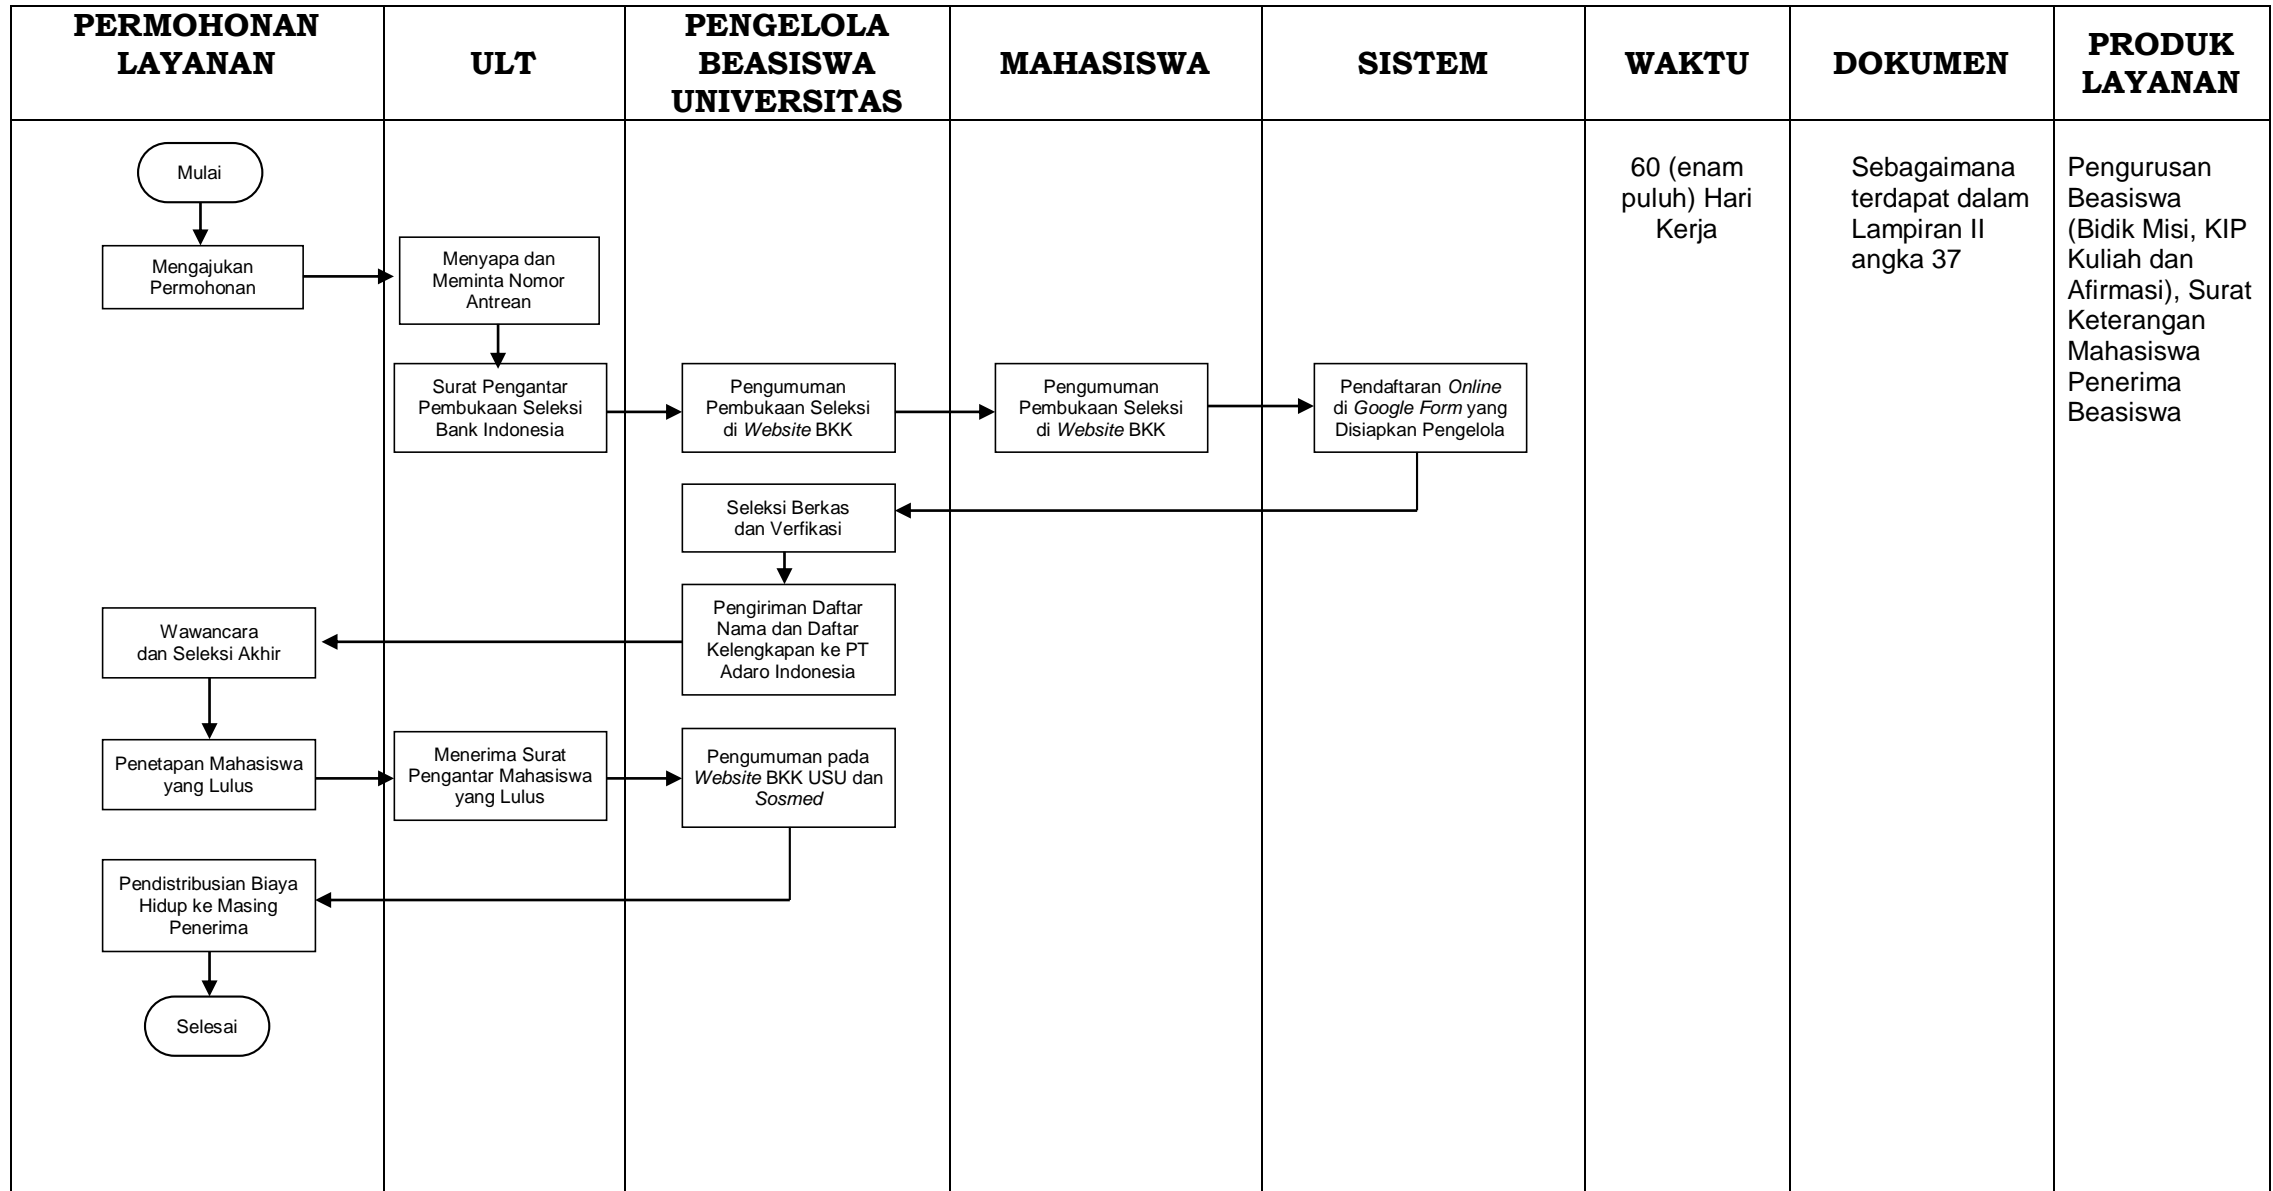 PERMOHONAN
LAYANAN
ULT
PENGELOLA
BEASISWA
UNIVERSITAS
MAHASISWA
SISTEM
WAKTU
DOKUMEN
PRODUK
LAYANAN
Mulai
Mengajukan
Permohonan
Menyapa dan
Meminta Nomor
Antrean
Surat Pengantar
Pembukaan Seleksi
Bank Indonesia
Pengumuman
Pembukaan Seleksi
di Website BKK
Pengumuman
Pembukaan Seleksi
di Website BKK
Pendaftaran Online
di Google Form yang
Disiapkan Pengelola
Seleksi Berkas
dan Verfikasi
Pengiriman Daftar
Nama dan Daftar
Kelengkapan ke PT
Adaro Indonesia
Wawancara
dan Seleksi Akhir
Penetapan Mahasiswa
yang Lulus
Menerima Surat
Pengantar Mahasiswa
yang Lulus
Pengumuman pada
Website BKK USU dan
Sosmed
Pendistribusian Biaya
Hidup ke Masing
Penerima
Selesai
60 (enam
puluh) Hari
Kerja
Sebagaimana
terdapat dalam
Lampiran II
angka 37
Pengurusan
Beasiswa
(Bidik Misi, KIP
Kuliah dan
Afirmasi), Surat
Keterangan
Mahasiswa
Penerima
Beasiswa